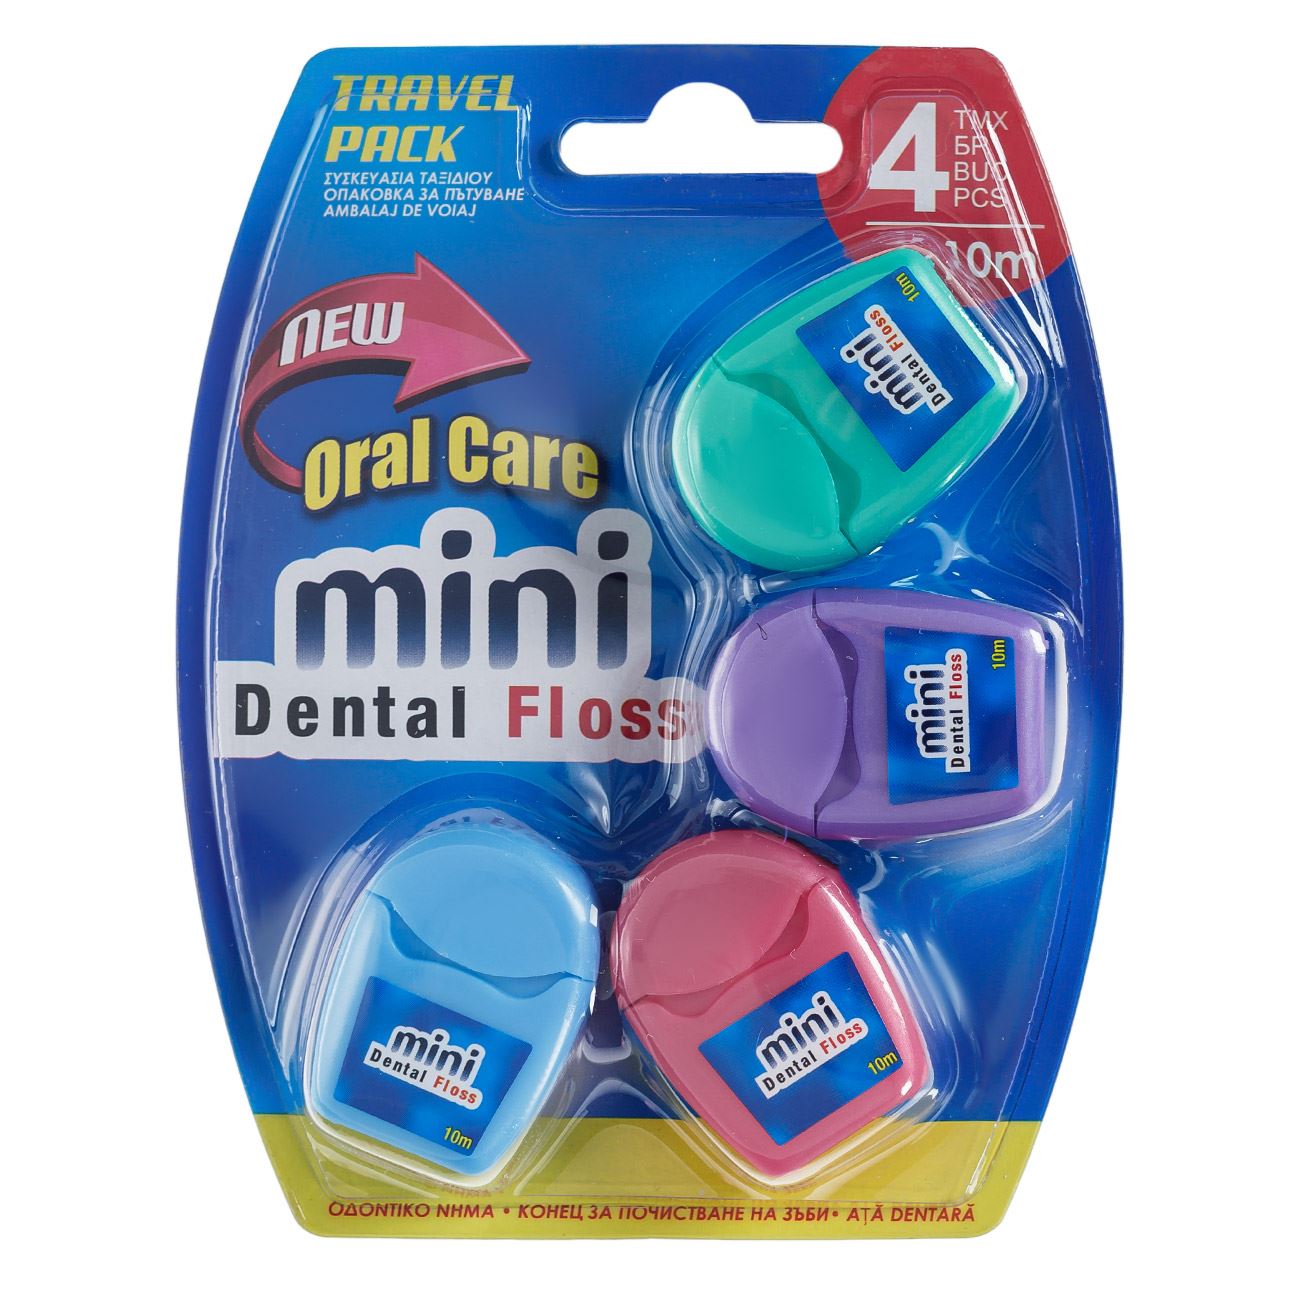 TRAVEL
PACK
ΣΥΣΚΕΥΑΣΙΑ ΤΑΞΙΔΙΟΥ
ОПАКОВКА ЗА ПЪТУВАНЕ
AMBALAJ DE VOIAJ
4
ΤΜΧ
БР
BUC
PCS
10m
NEW
Oral Care
mini
Dental Floss
10m
mini
Dental Floss
10m
mini
Dental Floss
mini
Dental Floss
10m
mini
Dental Floss
10m
ΟΔΟΝΤΙΚΟ ΝΗΜΑ • КОНЕЦ ЗА ПОЧИСТВАНЕ НА ЗЪБИ • AȚĂ DENTARĂ